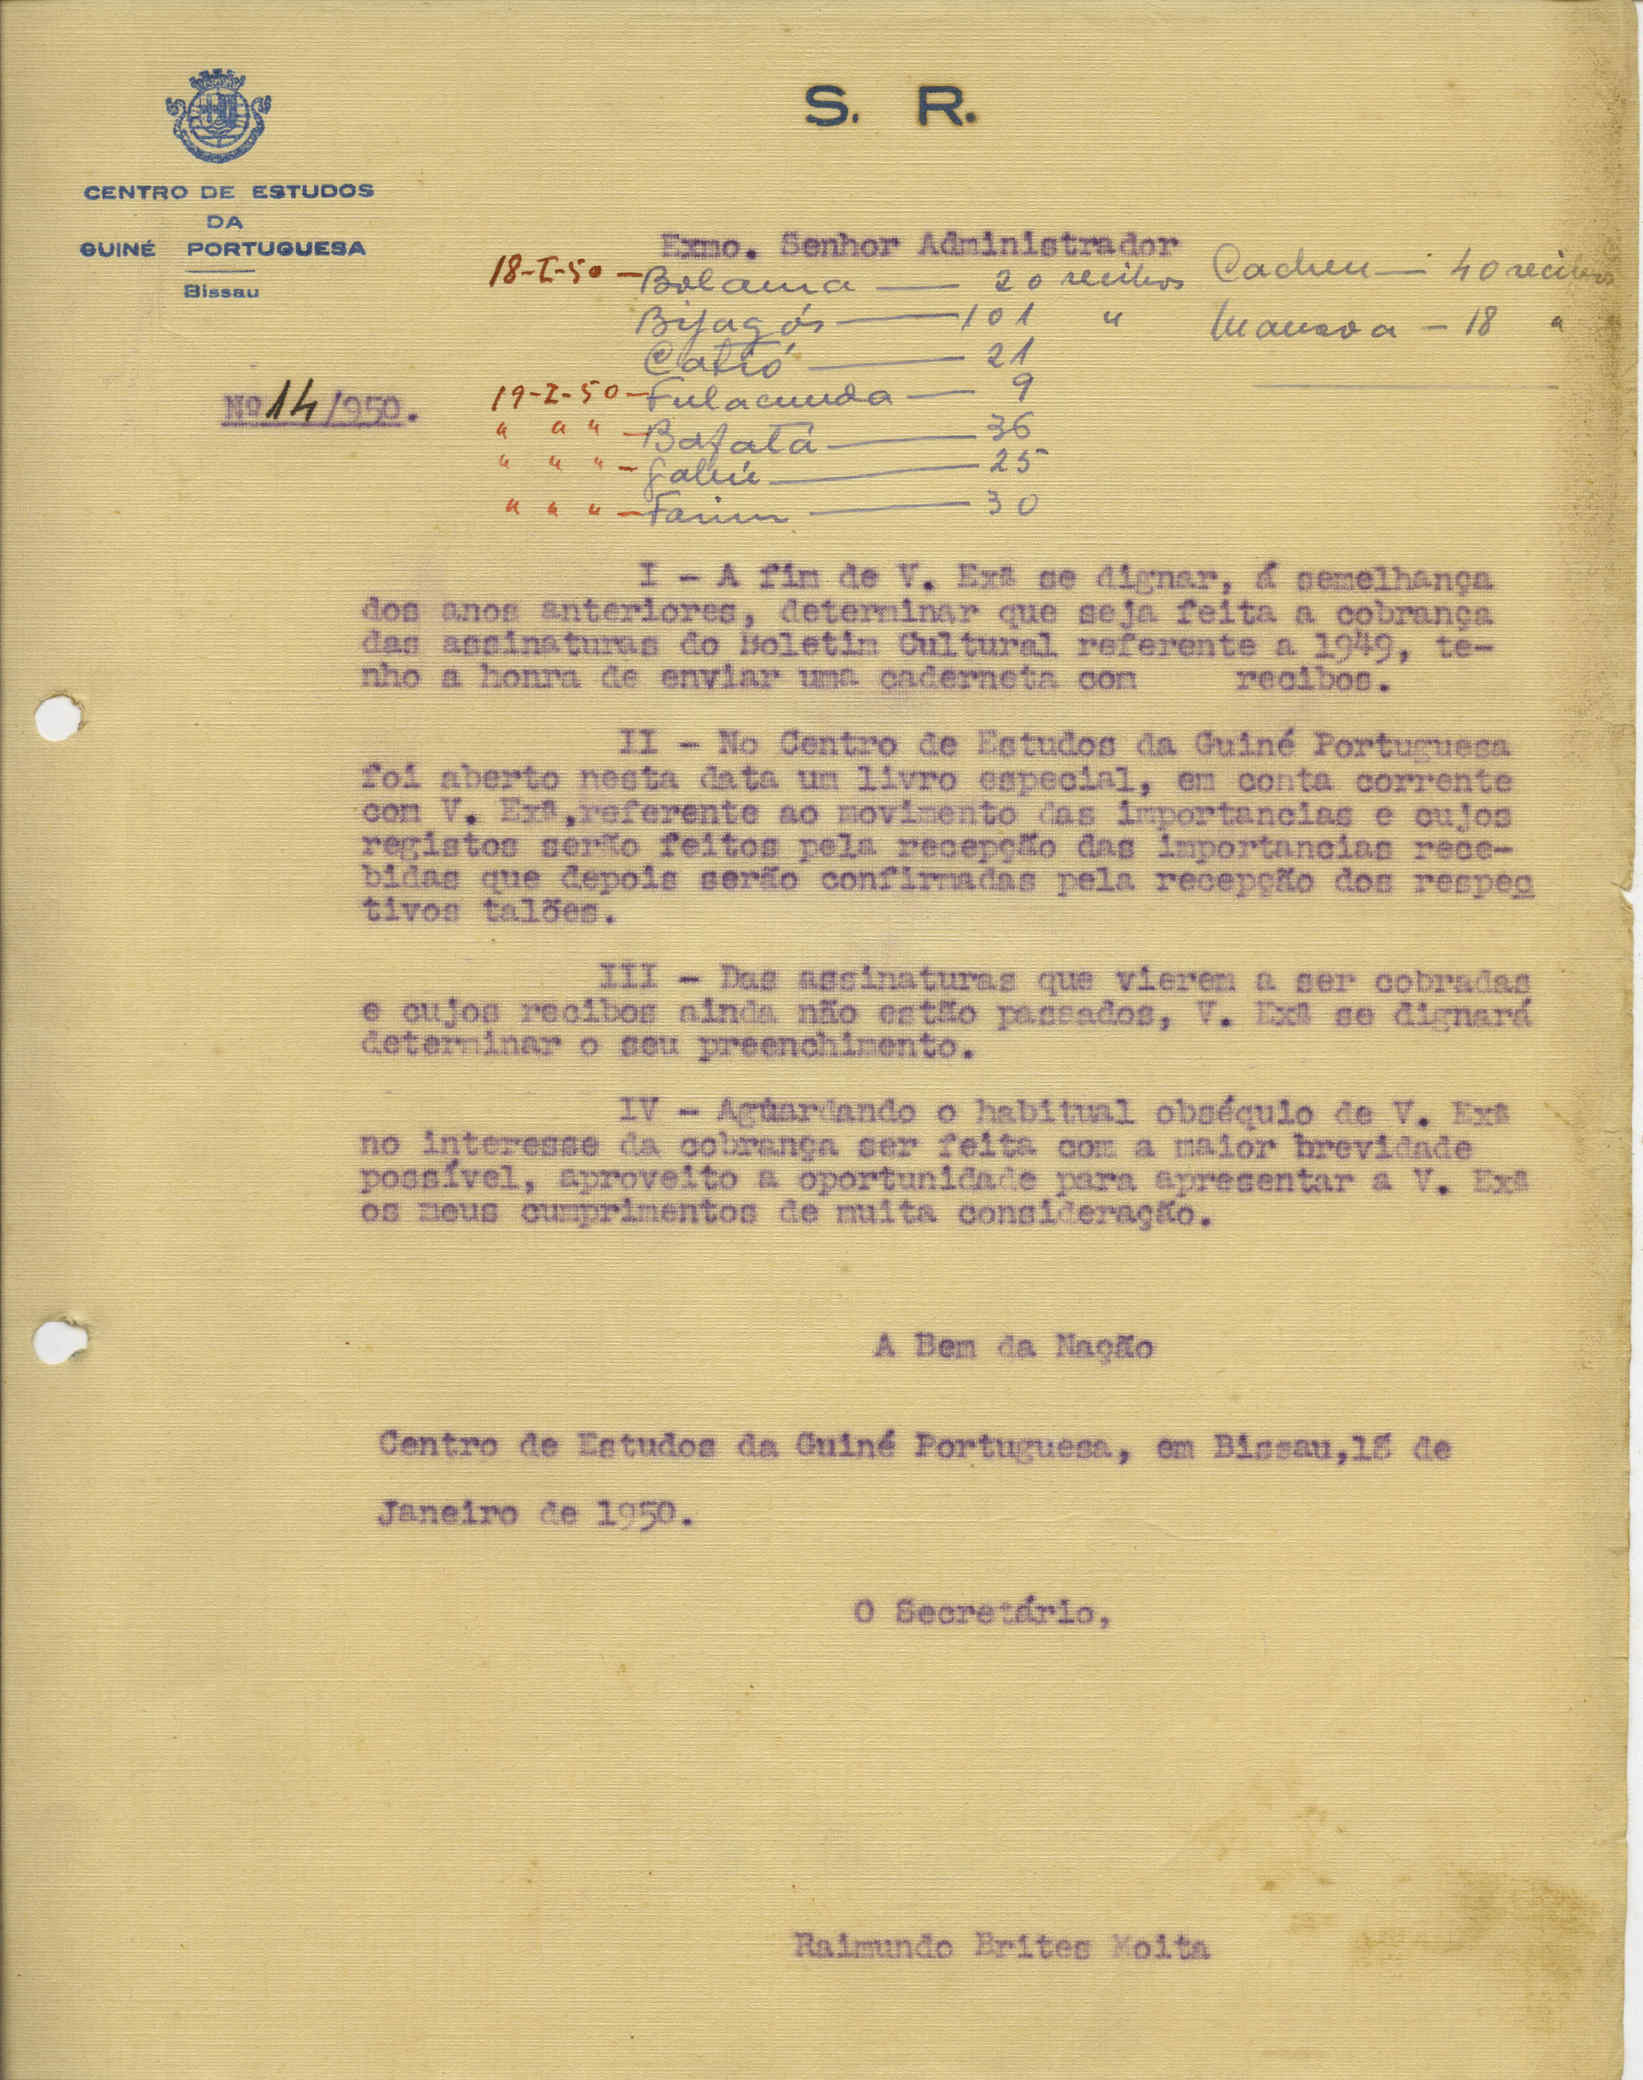 S. R.
CENTRO DE ESTUDOS
DA
GUINÉ PORTUGUESA
Bissau
Exmo. Senhor Administrador
18-I-50 — Bolama — 20 recibos
Bijagós — 101 "
Catió — 21
19-I-50 — Fulacunda — 9
" " " — Bafatá — 36
" " " — Gabú — 25
" " " — Farim — 30
Cacheu — 40 recibos
Mansoa — 18 "
Nº 14/950.
I - A fim de V. Exª se dignar, á semelhança
dos anos anteriores, determinar que seja feita a cobrança
das assinaturas do Boletim Cultural referente a 1949, te-
nho a honra de enviar uma caderneta com recibos.
II - No Centro de Estudos da Guiné Portuguesa
foi aberto nesta data um livro especial, em conta corrente
com V. Exª,referente ao movimento das importancias e cujos
registos serão feitos pela recepção das importancias rece-
bidas que depois serão confirmadas pela recepção dos respec
tivos talões.
III - Das assinaturas que vierem a ser cobradas
e cujos recibos ainda não estão passados, V. Exª se dignará
determinar o seu preenchimento.
IV - Aguardando o habitual obséquio de V. Exª
no interesse da cobrança ser feita com a maior brevidade
possível, aproveito a oportunidade para apresentar a V. Exª
os meus cumprimentos de muita consideração.
A Bem da Nação
Centro de Estudos da Guiné Portuguesa, em Bissau,18 de
Janeiro de 1950.
O Secretário,
Raimundo Brites Moita